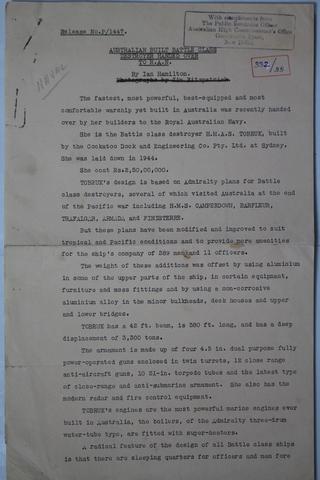 Release No.P/1447.
With compliments from
The Public Relations Officer
Australian High Commissioner's Office
Connaught Place,
New Delhi.
NAVAL
AUSTRALIAN BUILT BATTLE CLASS
DESTROYER HANDED OVER
TO R.A.N.
By Ian Hamilton.
Photographs by Jim Fitzpatrick
The fastest, most powerful, best-equipped and most
comfortable warship yet built in Australia was recently handed
over by her builders to the Royal Australian Navy.
She is the Battle class destroyer H.M.A.S. TOBRUK, built
by the Cockatoo Dock and Engineering Co. Pty. Ltd. at Sydney.
She was laid down in 1944.
She cost Rs.2,50,00,000.
TOBRUK's design is based on Admiralty plans for Battle
class destroyers, several of which visited Australia at the end
of the Pacific war including H.M.S. CAMPERDOWN, BARFLEUR,
TRAFALGAR, ARMADA and FINISTERRE.
But these plans have been modified and improved to suit
tropical and Pacific conditions and to provide more amenities
for the ship's company of 289 men and 11 officers.
The weight of these additions was offset by using aluminium
in some of the upper parts of the ship, in certain equipment,
furniture and mess fittings and by using a non-corrosive
aluminium alloy in the minor bulkheads, deck houses and upper
and lower bridges.
TOBRUK has a 42 ft. beam, is 380 ft. long, and has a deep
displacement of 3,300 tons.
The armament is made up of four 4.5 in. dual purpose fully
power-operated guns enclosed in twin turrets, 12 close range
anti-aircraft guns, 10 21-in. torpedo tubes and the latest type
of close-range and anti-submarine armament. She also has the
modern radar and fire control equipment.
TOBRUK's engines are the most powerful marine engines ever
built in Australia, the boilers, of the Admiralty three-drum
water-tube type, are fitted with super-heaters.
A radical feature of the design of all Battle class ships
is that there are sleeping quarters for officers and men fore